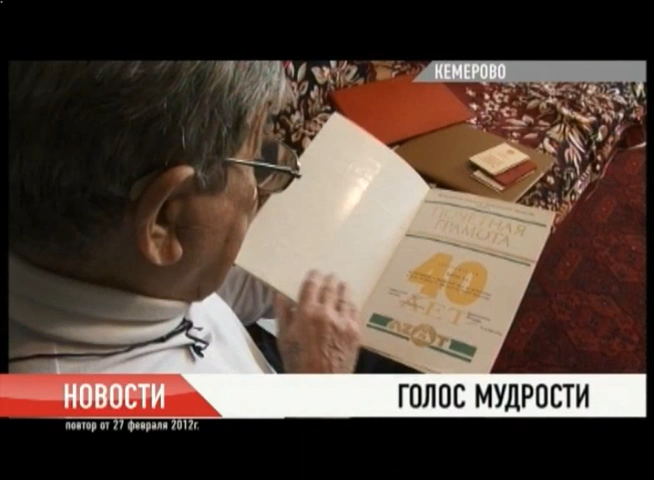 КЕМЕРОВО
ПОЧЕТНАЯ
ГРАМОТА
40
ЛЕТ
АЗОТ
НОВОСТИ
ГОЛОС МУДРОСТИ
повтор от 27 февраля 2012г.